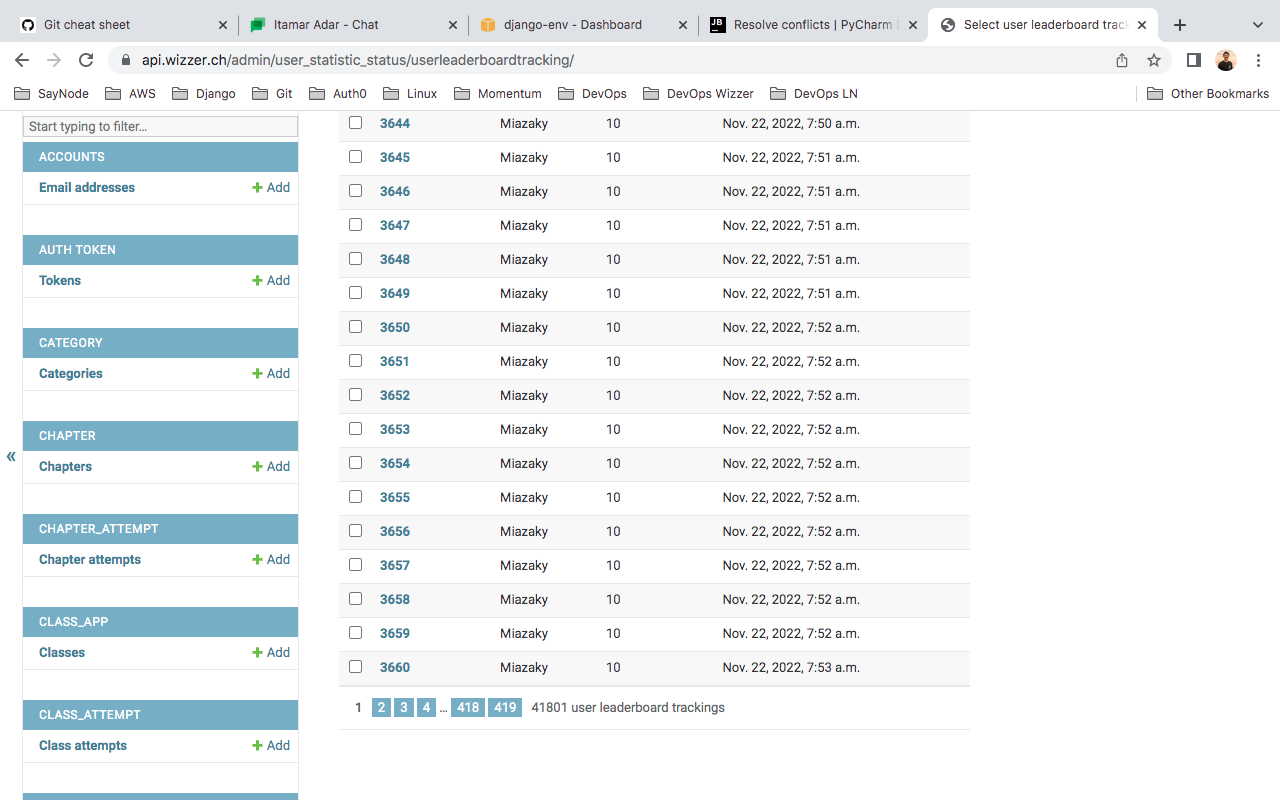 Git cheat sheet
Itamar Adar - Chat
django-env - Dashboard
Resolve conflicts | PyCharm
Select user leaderboard track
api.wizzer.ch/admin/user_statistic_status/userleaderboardtracking/
SayNode AWS Django Git Auth0 Linux Momentum DevOps DevOps Wizzer DevOps LN Other Bookmarks
Start typing to filter...
ACCOUNTS
Email addresses + Add
AUTH TOKEN
Tokens + Add
CATEGORY
Categories + Add
CHAPTER
Chapters + Add
CHAPTER_ATTEMPT
Chapter attempts + Add
CLASS_APP
Classes + Add
CLASS_ATTEMPT
Class attempts + Add
«
3644 Miazaky 10 Nov. 22, 2022, 7:50 a.m.
3645 Miazaky 10 Nov. 22, 2022, 7:51 a.m.
3646 Miazaky 10 Nov. 22, 2022, 7:51 a.m.
3647 Miazaky 10 Nov. 22, 2022, 7:51 a.m.
3648 Miazaky 10 Nov. 22, 2022, 7:51 a.m.
3649 Miazaky 10 Nov. 22, 2022, 7:51 a.m.
3650 Miazaky 10 Nov. 22, 2022, 7:52 a.m.
3651 Miazaky 10 Nov. 22, 2022, 7:52 a.m.
3652 Miazaky 10 Nov. 22, 2022, 7:52 a.m.
3653 Miazaky 10 Nov. 22, 2022, 7:52 a.m.
3654 Miazaky 10 Nov. 22, 2022, 7:52 a.m.
3655 Miazaky 10 Nov. 22, 2022, 7:52 a.m.
3656 Miazaky 10 Nov. 22, 2022, 7:52 a.m.
3657 Miazaky 10 Nov. 22, 2022, 7:52 a.m.
3658 Miazaky 10 Nov. 22, 2022, 7:52 a.m.
3659 Miazaky 10 Nov. 22, 2022, 7:52 a.m.
3660 Miazaky 10 Nov. 22, 2022, 7:53 a.m.
1 2 3 4 ... 418 419 41801 user leaderboard trackings